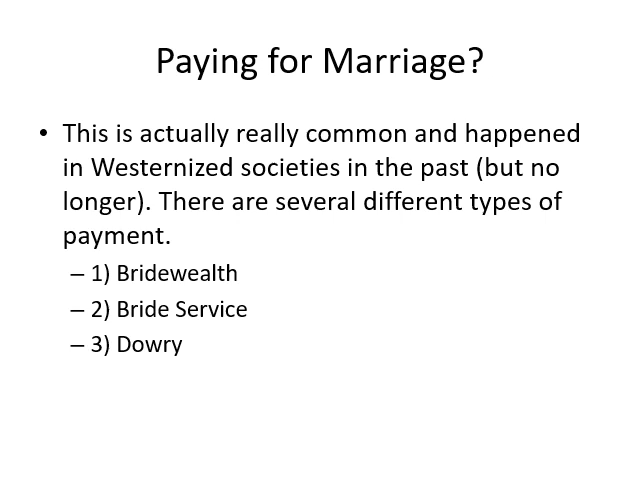 Paying for Marriage?
• This is actually really common and happened
in Westernized societies in the past (but no
longer). There are several different types of
payment.
– 1) Bridewealth
– 2) Bride Service
– 3) Dowry